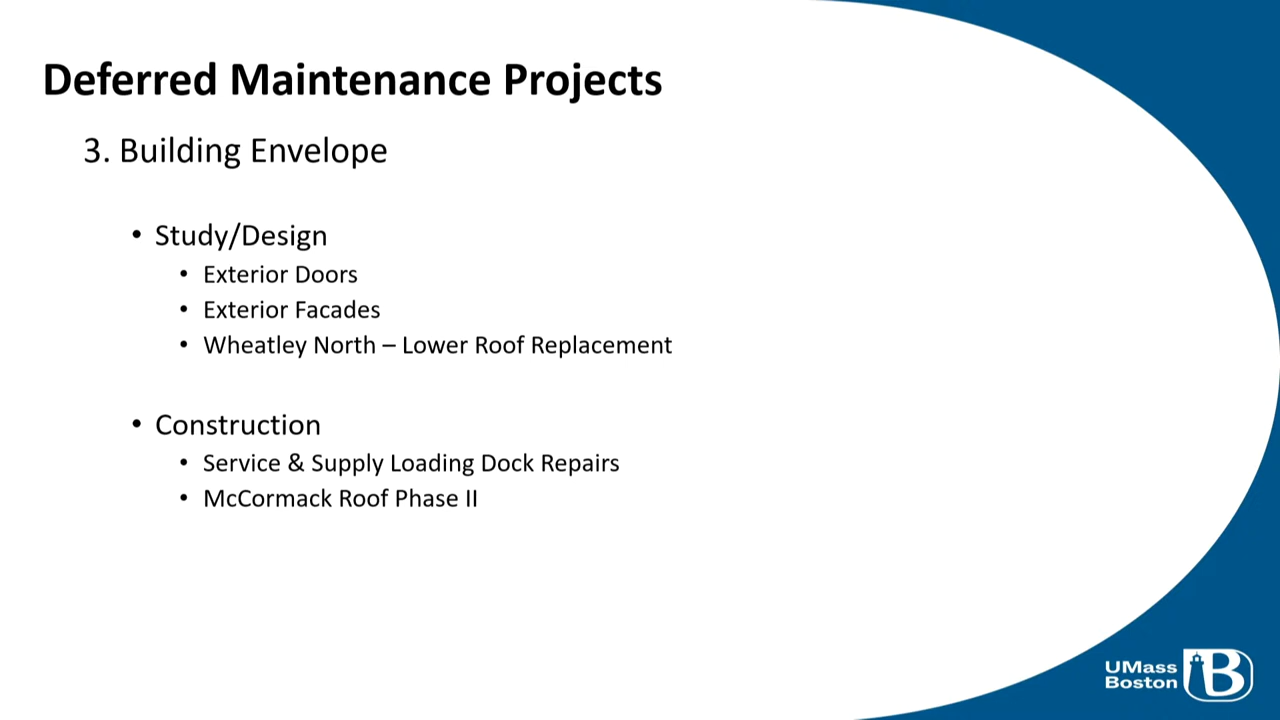 Deferred Maintenance Projects
3. Building Envelope
• Study/Design
• Exterior Doors
• Exterior Facades
• Wheatley North – Lower Roof Replacement
• Construction
• Service & Supply Loading Dock Repairs
• McCormack Roof Phase II
UMass
Boston
B